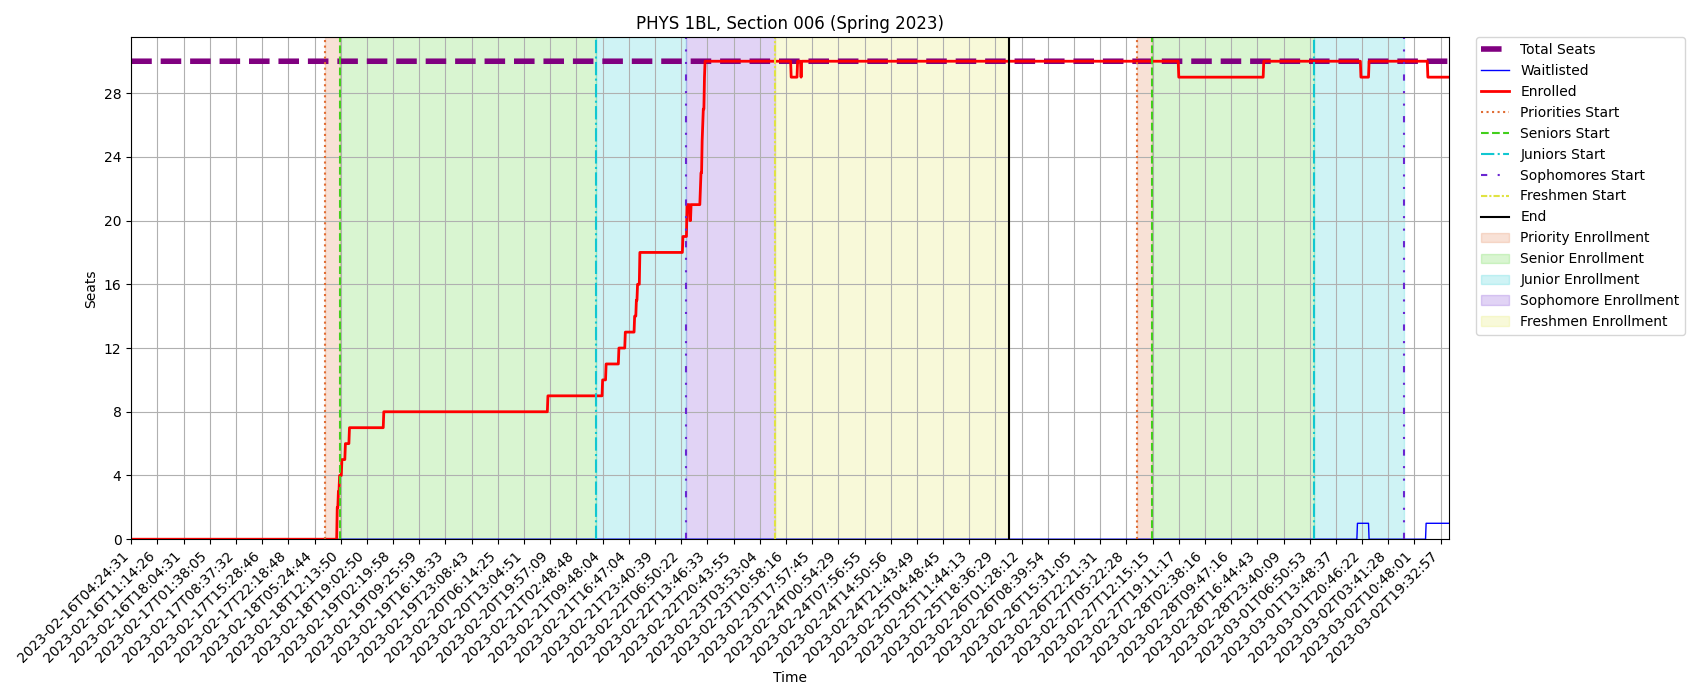 PHYS 1BL, Section 006 (Spring 2023)
Seats
28
24
20
16
12
8
4
0
2023-02-16T04:24:31
2023-02-16T11:14:26
2023-02-16T18:04:31
2023-02-17T01:38:05
2023-02-17T08:37:32
2023-02-17T15:28:46
2023-02-17T22:18:48
2023-02-18T05:24:44
2023-02-18T12:13:50
2023-02-18T19:02:50
2023-02-19T02:19:58
2023-02-19T09:25:59
2023-02-19T16:18:33
2023-02-19T23:08:43
2023-02-20T06:14:25
2023-02-20T13:04:51
2023-02-20T19:57:09
2023-02-21T02:48:48
2023-02-21T09:48:04
2023-02-21T16:47:04
2023-02-21T23:40:39
2023-02-22T06:50:22
2023-02-22T13:46:33
2023-02-22T20:43:55
2023-02-23T03:53:04
2023-02-23T10:58:16
2023-02-23T17:57:45
2023-02-24T00:54:29
2023-02-24T07:56:55
2023-02-24T14:50:56
2023-02-24T21:43:49
2023-02-25T04:48:45
2023-02-25T11:44:13
2023-02-25T18:36:29
2023-02-26T01:28:12
2023-02-26T08:39:54
2023-02-26T15:31:05
2023-02-26T22:21:31
2023-02-27T05:22:28
2023-02-27T12:15:15
2023-02-27T19:11:17
2023-02-28T02:38:16
2023-02-28T09:47:16
2023-02-28T16:44:43
2023-02-28T23:40:09
2023-03-01T06:50:53
2023-03-01T13:48:37
2023-03-01T20:46:22
2023-03-02T03:41:28
2023-03-02T10:48:01
2023-03-02T19:32:57
Time
Total Seats
Waitlisted
Enrolled
Priorities Start
Seniors Start
Juniors Start
Sophomores Start
Freshmen Start
End
Priority Enrollment
Senior Enrollment
Junior Enrollment
Sophomore Enrollment
Freshmen Enrollment